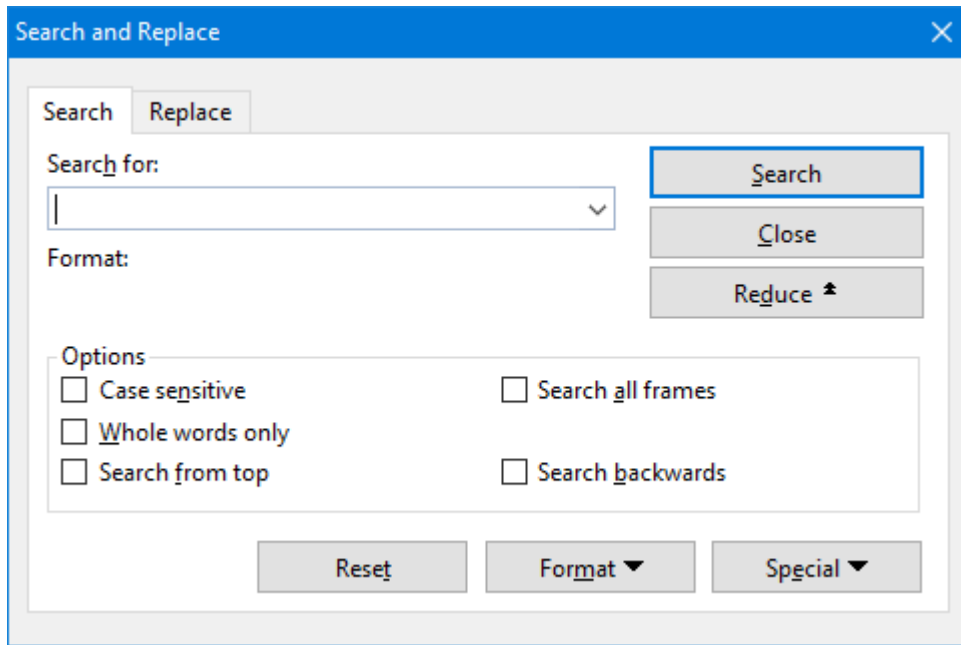 Search and Replace
Search Replace
Search for:
Search
Close
Format:
Reduce
Options
Case sensitive Search all frames
Whole words only
Search from top Search backwards
Reset Format Special